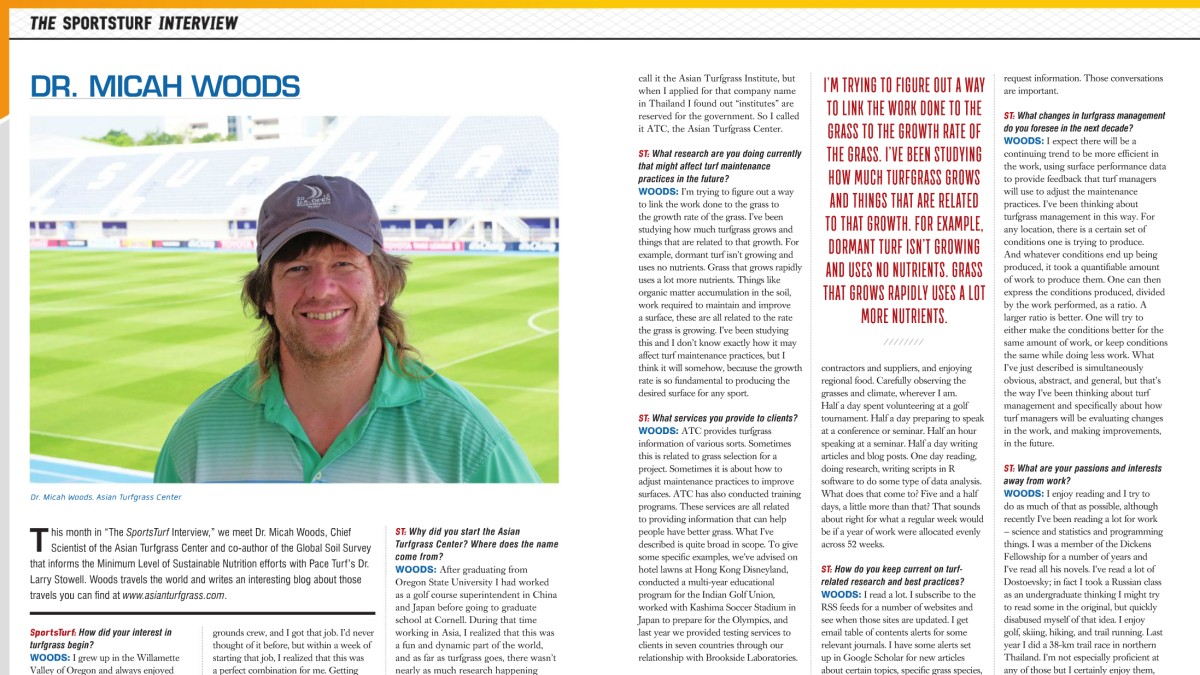 THE SPORTSTURF INTERVIEW
DR. MICAH WOODS
Dr. Micah Woods, Asian Turfgrass Center
This month in “The SportsTurf Interview,” we meet Dr. Micah Woods, Chief
Scientist of the Asian Turfgrass Center and co-author of the Global Soil Survey
that informs the Minimum Level of Sustainable Nutrition efforts with Pace Turf’s Dr.
Larry Stowell. Woods travels the world and writes an interesting blog about those
travels you can find at www.asianturfgrass.com.
SportsTurf: How did your interest in
turfgrass begin?
WOODS: I grew up in the Willamette
Valley of Oregon and always enjoyed
grounds crew, and I got that job. I’d never
thought of it before, but within a week of
starting that job, I realized that this was
a perfect combination for me. Getting
ST: Why did you start the Asian
Turfgrass Center? Where does the name
come from?
WOODS: After graduating from
Oregon State University I had worked
as a golf course superintendent in China
and Japan before going to graduate
school at Cornell. During that time
working in Asia, I realized that this was
a fun and dynamic part of the world,
and as far as turfgrass goes, there wasn’t
nearly as much research happening
call it the Asian Turfgrass Institute, but
when I applied for that company name
in Thailand I found out “institutes” are
reserved for the government. So I called
it ATC, the Asian Turfgrass Center.
ST: What research are you doing currently
that might affect turf maintenance
practices in the future?
WOODS: I’m trying to figure out a way
to link the work done to the grass to
the growth rate of the grass. I’ve been
studying how much turfgrass grows and
things that are related to that growth. For
example, dormant turf isn’t growing and
uses no nutrients. Grass that grows rapidly
uses a lot more nutrients. Things like
organic matter accumulation in the soil,
work required to maintain and improve
a surface, these are all related to the rate
the grass is growing. I’ve been studying
this and I don’t know exactly how it may
affect turf maintenance practices, but I
think it will somehow, because the growth
rate is so fundamental to producing the
desired surface for any sport.
ST: What services you provide to clients?
WOODS: ATC provides turfgrass
information of various sorts. Sometimes
this is related to grass selection for a
project. Sometimes it is about how to
adjust maintenance practices to improve
surfaces. ATC has also conducted training
programs. These services are all related
to providing information that can help
people have better grass. What I’ve
described is quite broad in scope. To give
some specific examples, we’ve advised on
hotel lawns at Hong Kong Disneyland,
conducted a multi-year educational
program for the Indian Golf Union,
worked with Kashima Soccer Stadium in
Japan to prepare for the Olympics, and
last year we provided testing services to
clients in seven countries through our
relationship with Brookside Laboratories.
I’M TRYING TO FIGURE OUT A WAY
TO LINK THE WORK DONE TO THE
GRASS TO THE GROWTH RATE OF
THE GRASS. I’VE BEEN STUDYING
HOW MUCH TURFGRASS GROWS
AND THINGS THAT ARE RELATED
TO THAT GROWTH. FOR EXAMPLE,
DORMANT TURF ISN’T GROWING
AND USES NO NUTRIENTS. GRASS
THAT GROWS RAPIDLY USES A LOT
MORE NUTRIENTS.
////////
contractors and suppliers, and enjoying
regional food. Carefully observing the
grasses and climate, wherever I am.
Half a day spent volunteering at a golf
tournament. Half a day preparing to speak
at a conference or seminar. Half an hour
speaking at a seminar. Half a day writing
articles and blog posts. One day reading,
doing research, writing scripts in R
software to do some type of data analysis.
What does that come to? Five and a half
days, a little more than that? That sounds
about right for what a regular week would
be if a year of work were allocated evenly
across 52 weeks.
ST: How do you keep current on turf-
related research and best practices?
WOODS: I read a lot. I subscribe to the
RSS feeds for a number of websites and
see when those sites are updated. I get
email table of contents alerts for some
relevant journals. I have some alerts set
up in Google Scholar for new articles
about certain topics, specific grass species,
request information. Those conversations
are important.
ST: What changes in turfgrass management
do you foresee in the next decade?
WOODS: I expect there will be a
continuing trend to be more efficient in
the work, using surface performance data
to provide feedback that turf managers
will use to adjust the maintenance
practices. I’ve been thinking about
turfgrass management in this way. For
any location, there is a certain set of
conditions one is trying to produce.
And whatever conditions end up being
produced, it took a quantifiable amount
of work to produce them. One can then
express the conditions produced, divided
by the work performed, as a ratio. A
larger ratio is better. One will try to
either make the conditions better for the
same amount of work, or keep conditions
the same while doing less work. What
I’ve just described is simultaneously
obvious, abstract, and general, but that’s
the way I’ve been thinking about turf
management and specifically about how
turf managers will be evaluating changes
in the work, and making improvements,
in the future.
ST: What are your passions and interests
away from work?
WOODS: I enjoy reading and I try to
do as much of that as possible, although
recently I’ve been reading a lot for work
– science and statistics and programming
things. I was a member of the Dickens
Fellowship for a number of years and
I’ve read all his novels. I’ve read a lot of
Dostoevsky; in fact I took a Russian class
as an undergraduate thinking I might try
to read some in the original, but quickly
disabused myself of that idea. I enjoy
golf, skiing, hiking, and trail running. Last
year I did a 38-km trail race in northern
Thailand. I’m not especially proficient at
any of those but I certainly enjoy them,